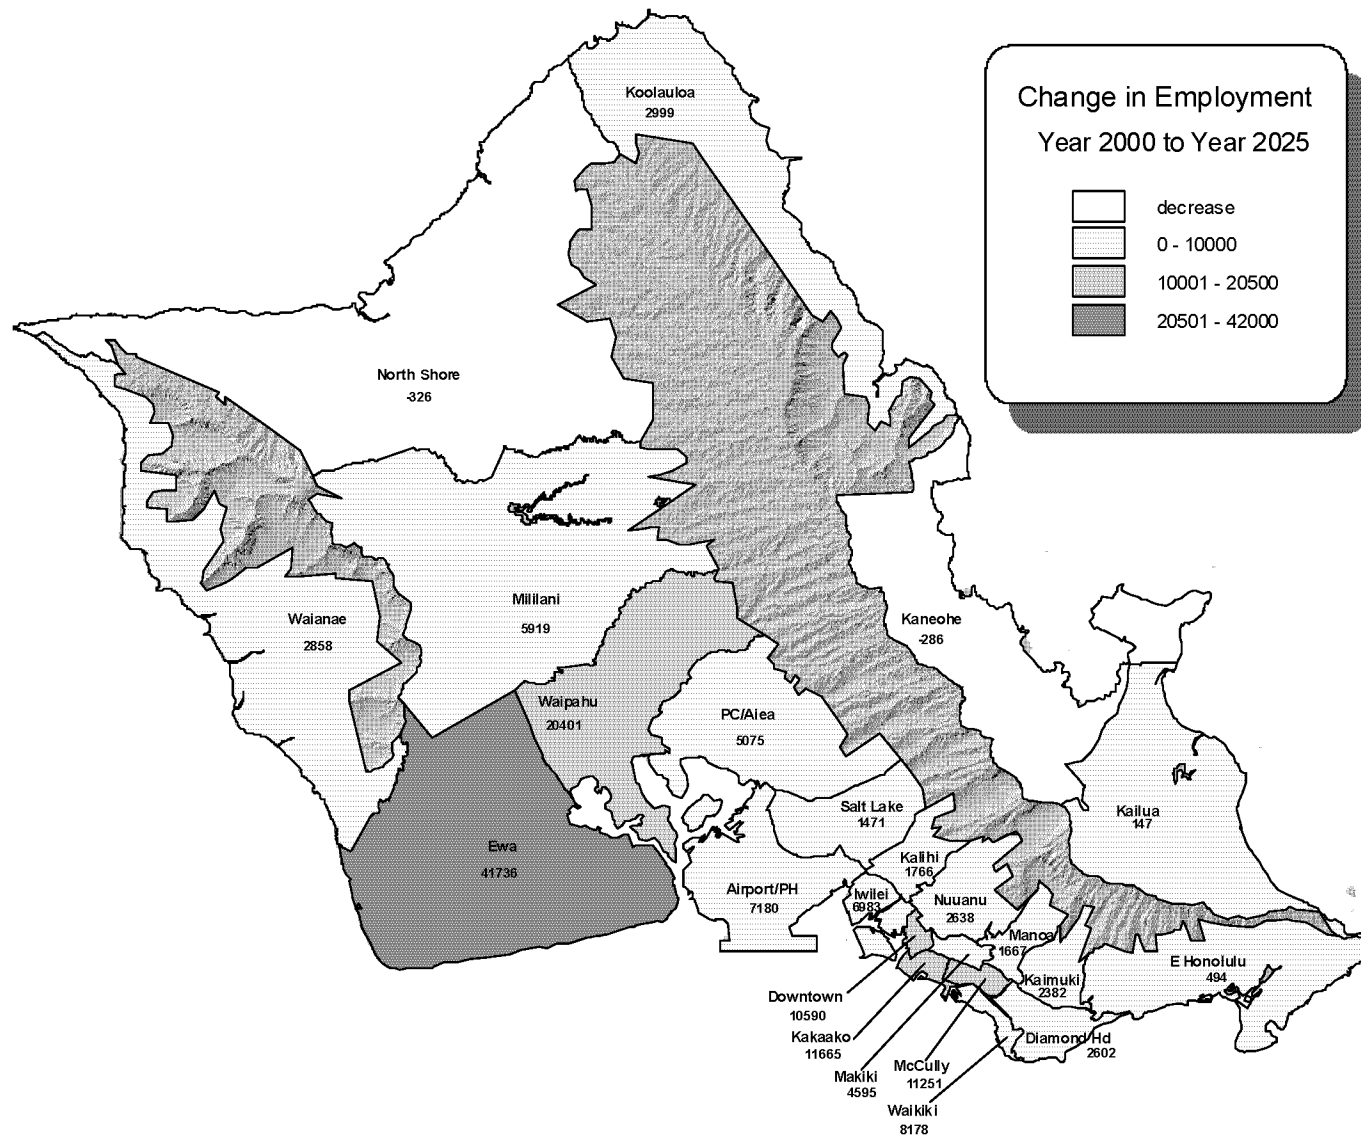 Koolauloa
2999
Change in Employment
Year 2000 to Year 2025
decrease
0 - 10000
10001 - 20500
20501 - 42000
North Shore
-326
Waianae
2858
Mililani
5919
Kaneohe
-286
Waipahu
20401
PC/Aiea
5075
Salt Lake
1471
Kailua
147
Ewa
41736
Kalihi
1766
Airport/PH
7180
Iwilei
6983
Nuuanu
2638
Manoa
1667
E Honolulu
494
Kaimuki
2382
Downtown
10590
Kakaako
11665
Diamond Hd
2602
Makiki
4595
McCully
11251
Waikiki
8178